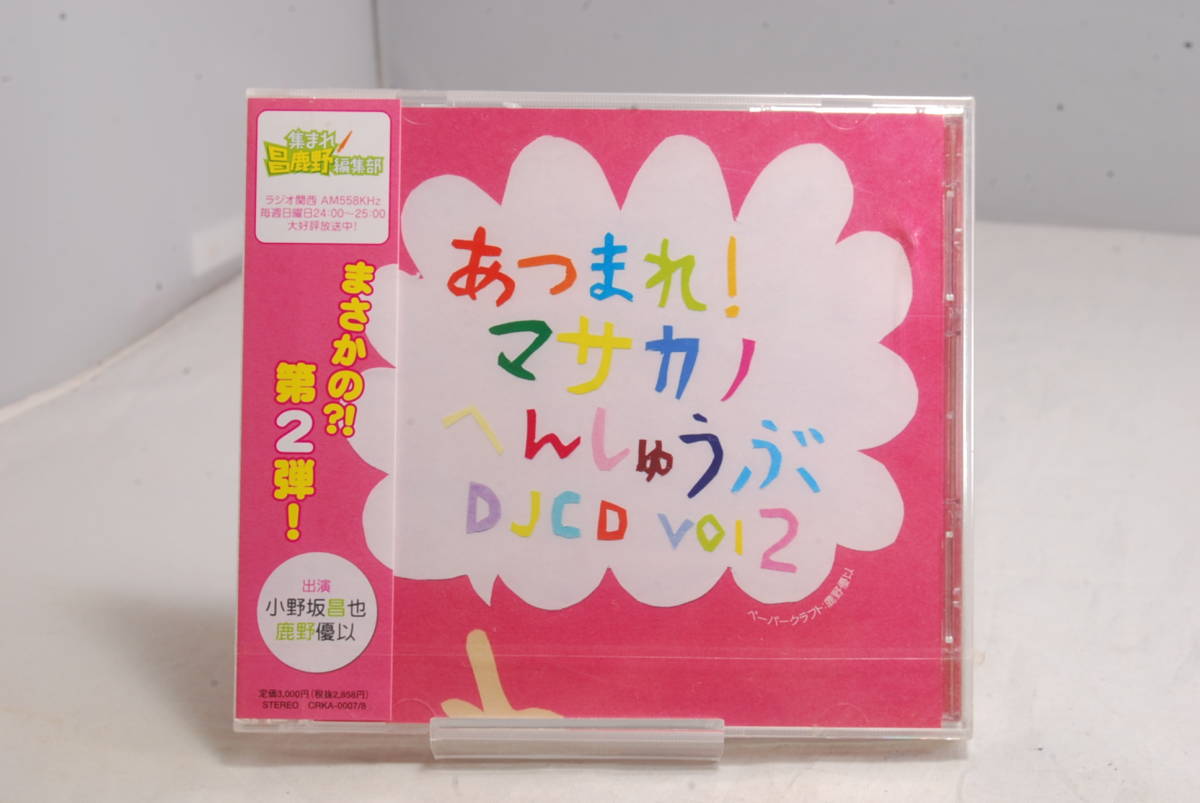 集まれ!
昌鹿野編集部
ラジオ関西 AM558KHz
毎週日曜日24:00～25:00
大好評放送中!
まさかの?!
第2弾!
出演
小野坂昌也
鹿野優以
定価3,000円(税抜2,858円)
STEREO CRKA-0007/8
あつまれ!
マサカノ
へんしゅうぶ
DJCD vol2
ペーパークラフト:鹿野優以